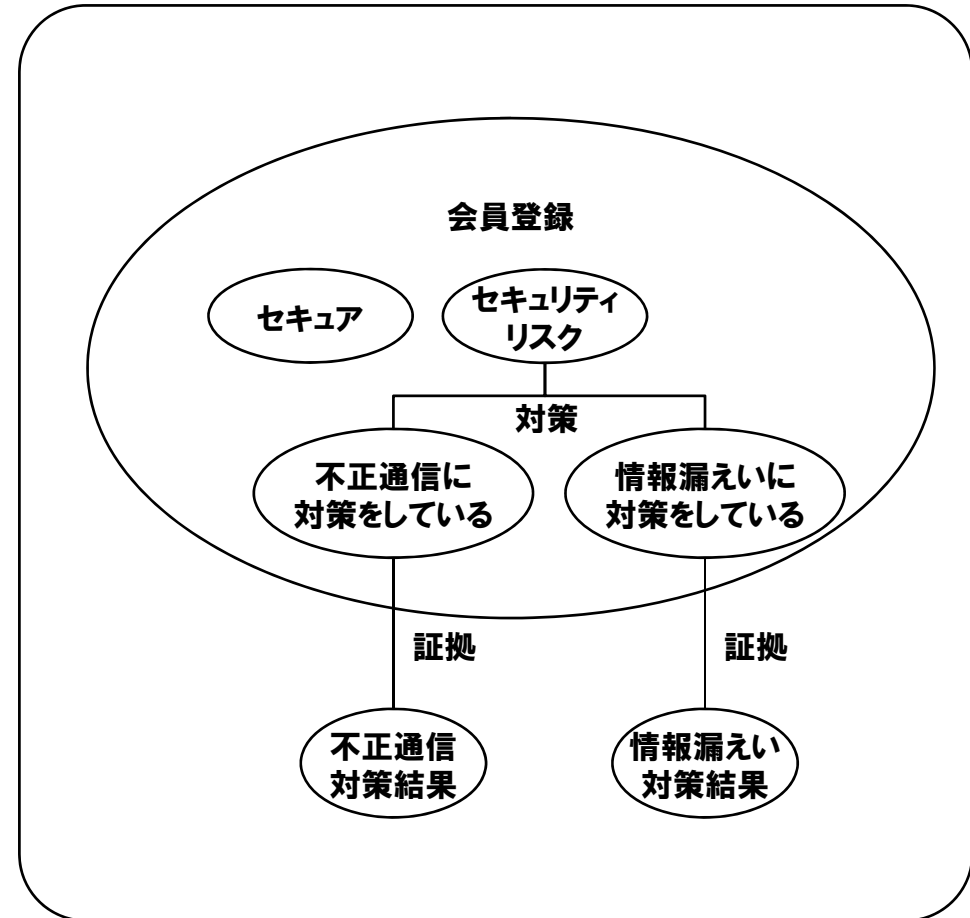 会員登録
セキュア
セキュリティ
リスク
対策
不正通信に
対策をしている
情報漏えいに
対策をしている
証拠
証拠
不正通信
対策結果
情報漏えい
対策結果